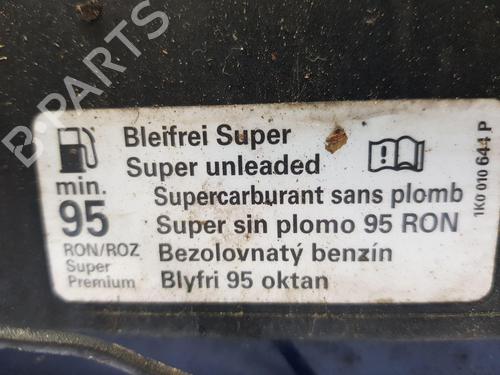 B-PARTS
Bleifrei Super
Super unleaded
Supercarburant sans plomb
Super sin plomo 95 RON
Bezolovnatý benzín
Blyfri 95 oktan
min.
95
RON/ROZ
Super
Premium
1K0 010 644 P